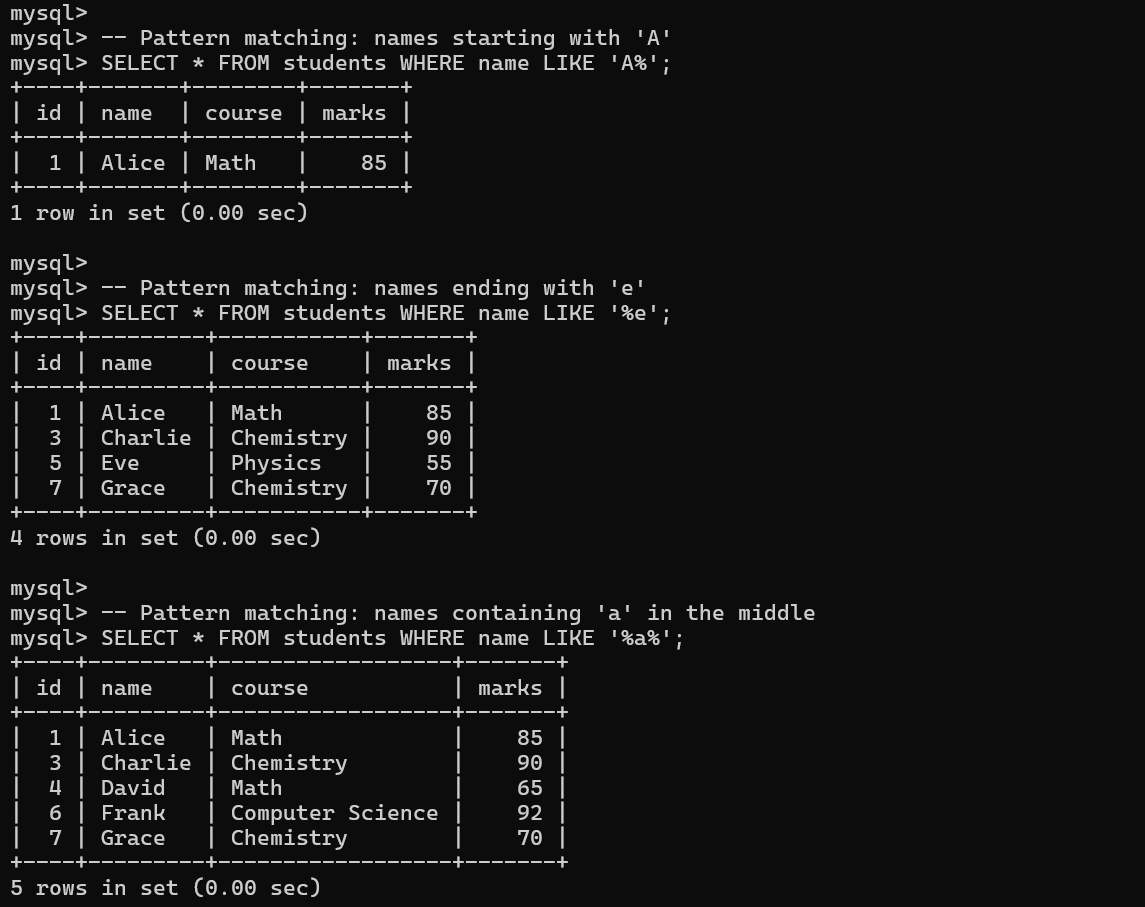 mysql>
mysql> -- Pattern matching: names starting with 'A'
mysql> SELECT * FROM students WHERE name LIKE 'A%';
+----+-------+--------+-------+
| id | name  | course | marks |
+----+-------+--------+-------+
|  1 | Alice | Math   |    85 |
+----+-------+--------+-------+
1 row in set (0.00 sec)

mysql>
mysql> -- Pattern matching: names ending with 'e'
mysql> SELECT * FROM students WHERE name LIKE '%e';
+----+---------+-----------+-------+
| id | name    | course    | marks |
+----+---------+-----------+-------+
|  1 | Alice   | Math      |    85 |
|  3 | Charlie | Chemistry |    90 |
|  5 | Eve     | Physics   |    55 |
|  7 | Grace   | Chemistry |    70 |
+----+---------+-----------+-------+
4 rows in set (0.00 sec)

mysql>
mysql> -- Pattern matching: names containing 'a' in the middle
mysql> SELECT * FROM students WHERE name LIKE '%a%';
+----+---------+------------------+-------+
| id | name    | course           | marks |
+----+---------+------------------+-------+
|  1 | Alice   | Math             |    85 |
|  3 | Charlie | Chemistry        |    90 |
|  4 | David   | Math             |    65 |
|  6 | Frank   | Computer Science |    92 |
|  7 | Grace   | Chemistry        |    70 |
+----+---------+------------------+-------+
5 rows in set (0.00 sec)